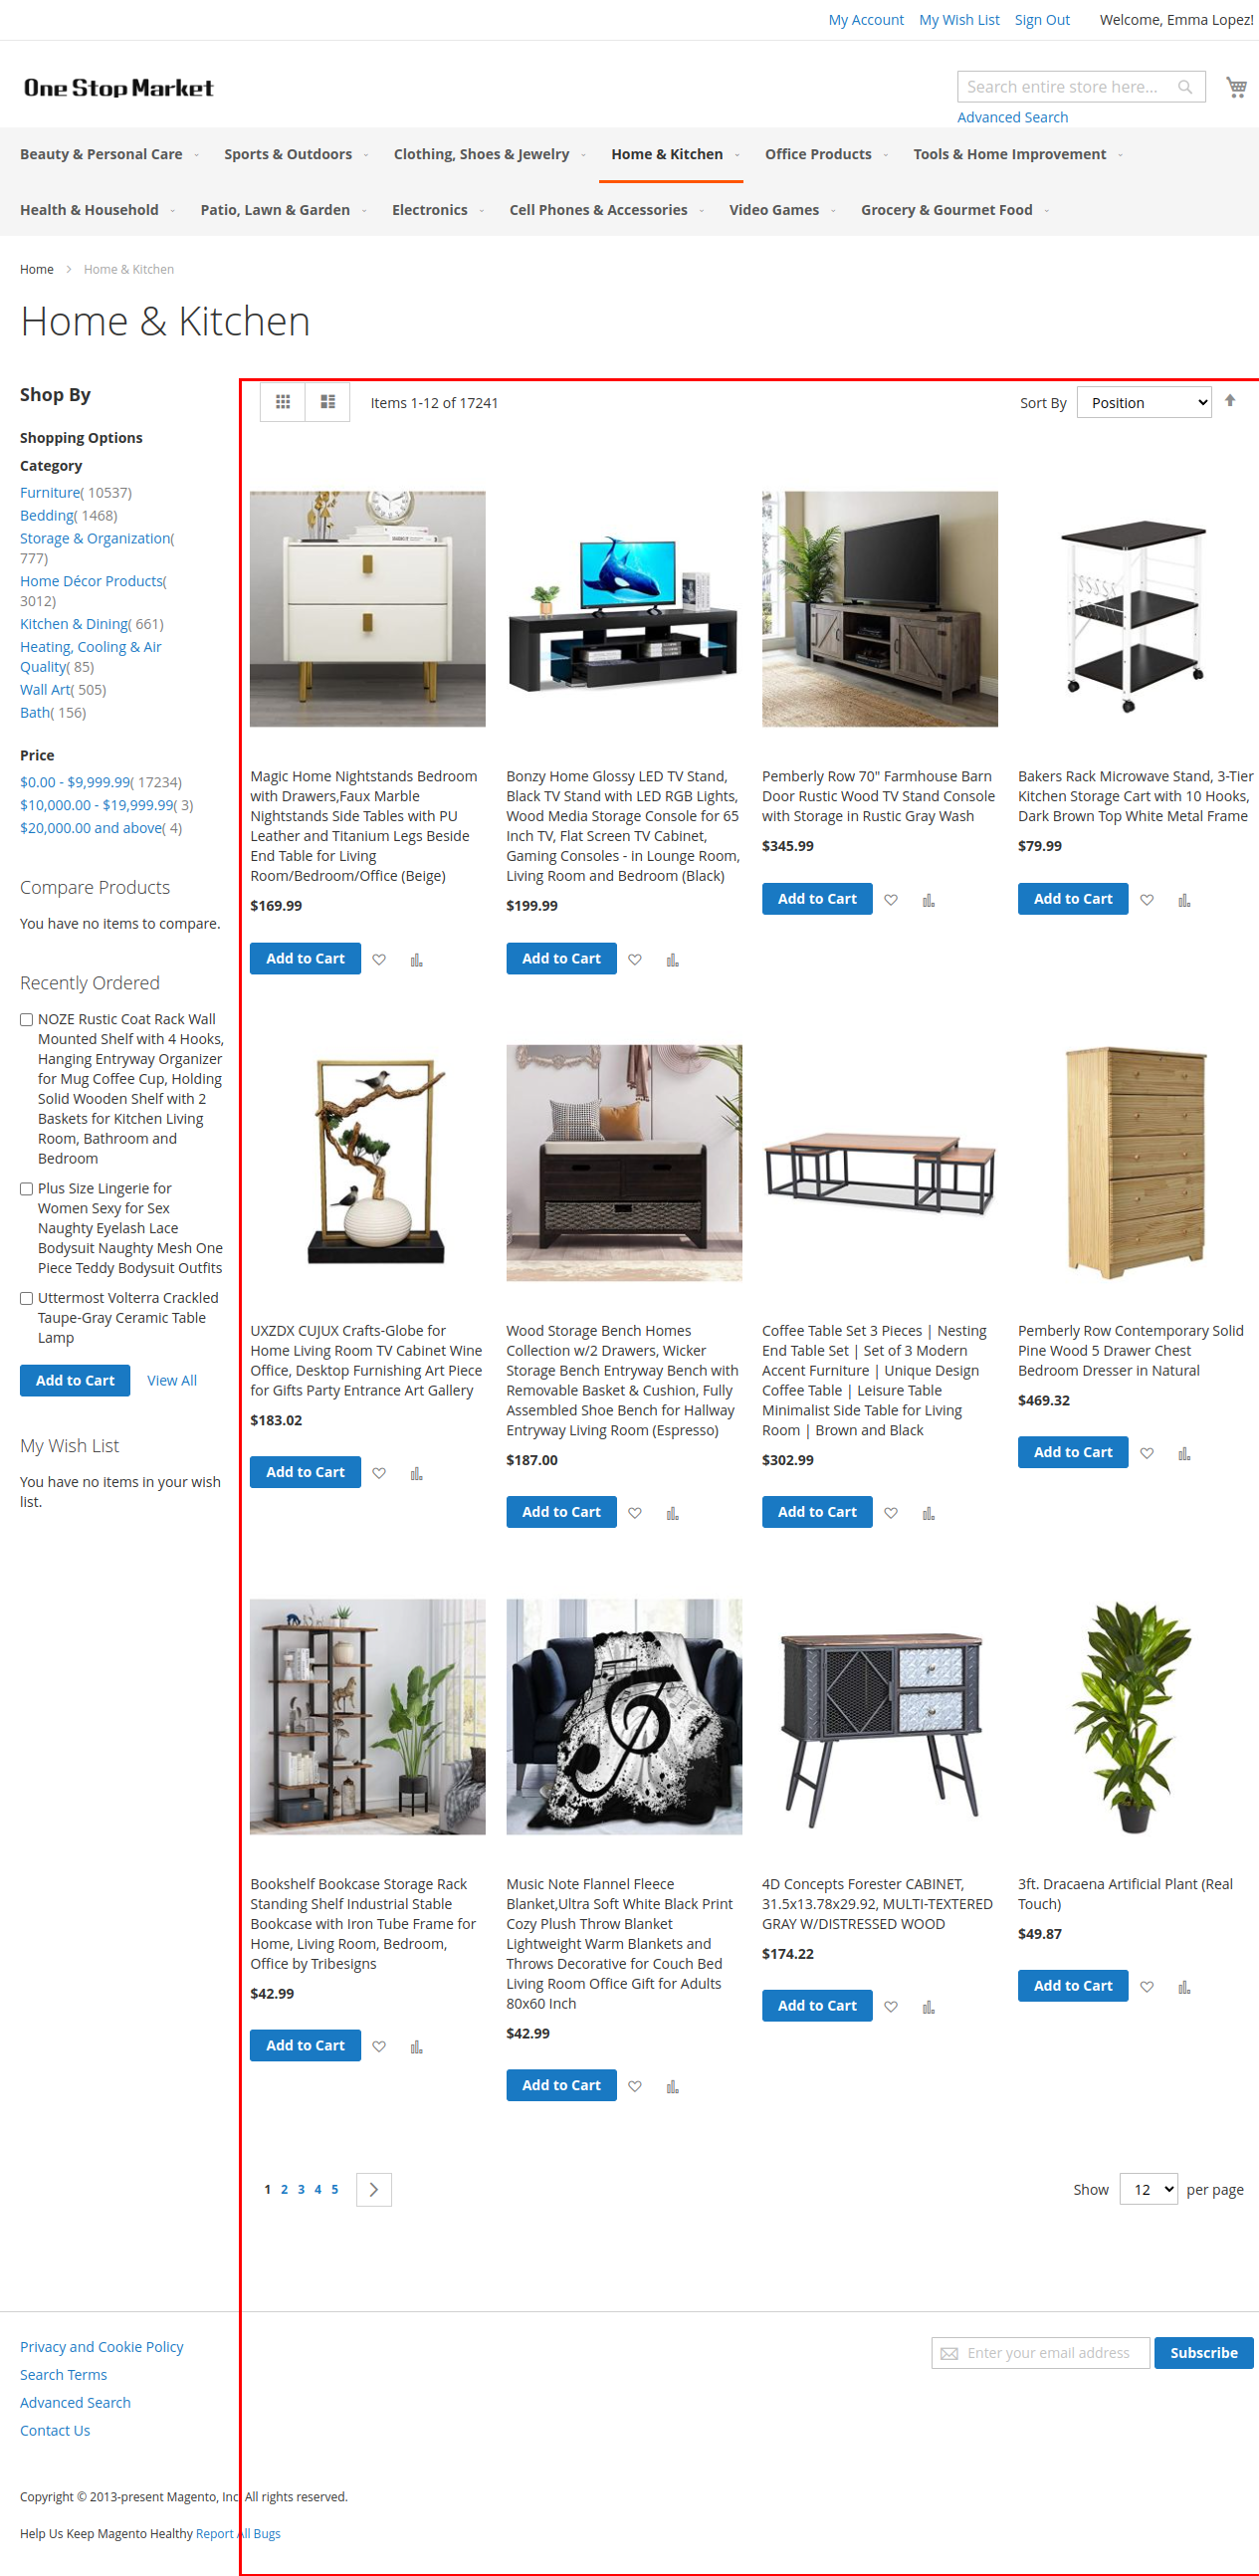 My Account My Wish List Sign Out Welcome, Emma Lopez!
One Stop Market
Search entire store here...
Advanced Search
Beauty & Personal Care Sports & Outdoors Clothing, Shoes & Jewelry Home & Kitchen Office Products Tools & Home Improvement
Health & Household Patio, Lawn & Garden Electronics Cell Phones & Accessories Video Games Grocery & Gourmet Food
Home Home & Kitchen
Home & Kitchen
Shop By
Shopping Options
Category
Furniture( 10537)
Bedding( 1468)
Storage & Organization(
777)
Home Décor Products(
3012)
Kitchen & Dining( 661)
Heating, Cooling & Air
Quality( 85)
Wall Art( 505)
Bath( 156)
Price
$0.00 - $9,999.99( 17234)
$10,000.00 - $19,999.99( 3)
$20,000.00 and above( 4)
Compare Products
You have no items to compare.
Recently Ordered
NOZE Rustic Coat Rack Wall
Mounted Shelf with 4 Hooks,
Hanging Entryway Organizer
for Mug Coffee Cup, Holding
Solid Wooden Shelf with 2
Baskets for Kitchen Living
Room, Bathroom and
Bedroom
Plus Size Lingerie for
Women Sexy for Sex
Naughty Eyelash Lace
Bodysuit Naughty Mesh One
Piece Teddy Bodysuit Outfits
Uttermost Volterra Crackled
Taupe-Gray Ceramic Table
Lamp
Add to Cart View All
My Wish List
You have no items in your wish
list.
Items 1-12 of 17241
Sort By Position
Magic Home Nightstands Bedroom
with Drawers,Faux Marble
Nightstands Side Tables with PU
Leather and Titanium Legs Beside
End Table for Living
Room/Bedroom/Office (Beige)
$169.99
Add to Cart
Bonzy Home Glossy LED TV Stand,
Black TV Stand with LED RGB Lights,
Wood Media Storage Console for 65
Inch TV, Flat Screen TV Cabinet,
Gaming Consoles - in Lounge Room,
Living Room and Bedroom (Black)
$199.99
Add to Cart
Pemberly Row 70" Farmhouse Barn
Door Rustic Wood TV Stand Console
with Storage in Rustic Gray Wash
$345.99
Add to Cart
Bakers Rack Microwave Stand, 3-Tier
Kitchen Storage Cart with 10 Hooks,
Dark Brown Top White Metal Frame
$79.99
Add to Cart
UXZDX CUJUX Crafts-Globe for
Home Living Room TV Cabinet Wine
Office, Desktop Furnishing Art Piece
for Gifts Party Entrance Art Gallery
$183.02
Add to Cart
Wood Storage Bench Homes
Collection w/2 Drawers, Wicker
Storage Bench Entryway Bench with
Removable Basket & Cushion, Fully
Assembled Shoe Bench for Hallway
Entryway Living Room (Espresso)
$187.00
Add to Cart
Coffee Table Set 3 Pieces | Nesting
End Table Set | Set of 3 Modern
Accent Furniture | Unique Design
Coffee Table | Leisure Table
Minimalist Side Table for Living
Room | Brown and Black
$302.99
Add to Cart
Pemberly Row Contemporary Solid
Pine Wood 5 Drawer Chest
Bedroom Dresser in Natural
$469.32
Add to Cart
Bookshelf Bookcase Storage Rack
Standing Shelf Industrial Stable
Bookcase with Iron Tube Frame for
Home, Living Room, Bedroom,
Office by Tribesigns
$42.99
Add to Cart
Music Note Flannel Fleece
Blanket,Ultra Soft White Black Print
Cozy Plush Throw Blanket
Lightweight Warm Blankets and
Throws Decorative for Couch Bed
Living Room Office Gift for Adults
80x60 Inch
$42.99
Add to Cart
4D Concepts Forester CABINET,
31.5x13.78x29.92, MULTI-TEXTERED
GRAY W/DISTRESSED WOOD
$174.22
Add to Cart
3ft. Dracaena Artificial Plant (Real
Touch)
$49.87
Add to Cart
1 2 3 4 5
Show 12 per page
Privacy and Cookie Policy
Search Terms
Advanced Search
Contact Us
Enter your email address Subscribe
Copyright © 2013-present Magento, Inc. All rights reserved.
Help Us Keep Magento Healthy Report All Bugs